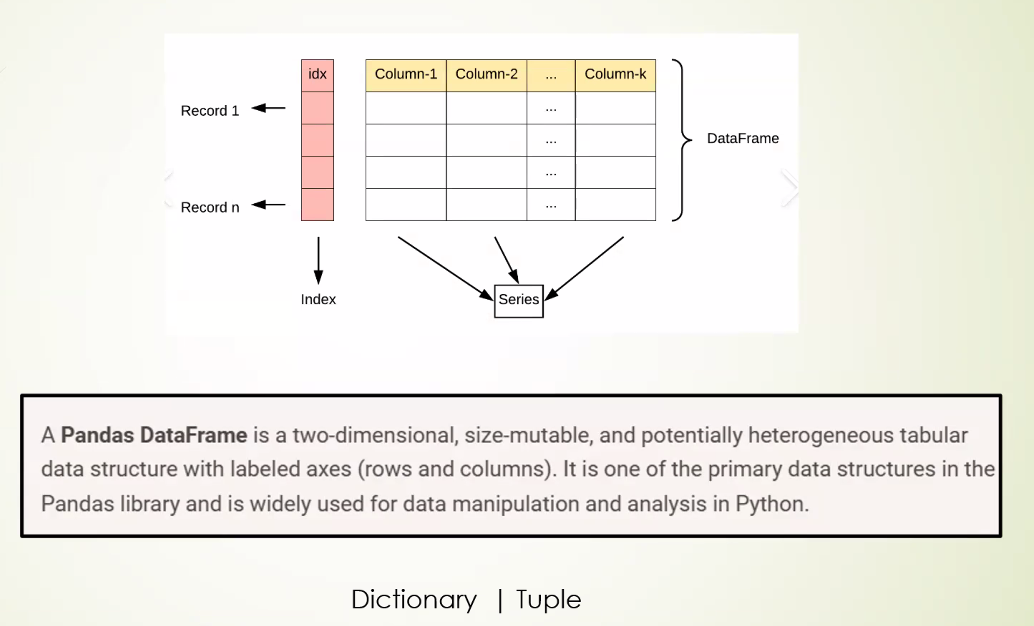 idx
Column-1 Column-2 ... Column-k
Record 1
...
DataFrame
...
...
Record n
...
Index
Series
A Pandas DataFrame is a two-dimensional, size-mutable, and potentially heterogeneous tabular
data structure with labeled axes (rows and columns). It is one of the primary data structures in the
Pandas library and is widely used for data manipulation and analysis in Python.
Dictionary | Tuple